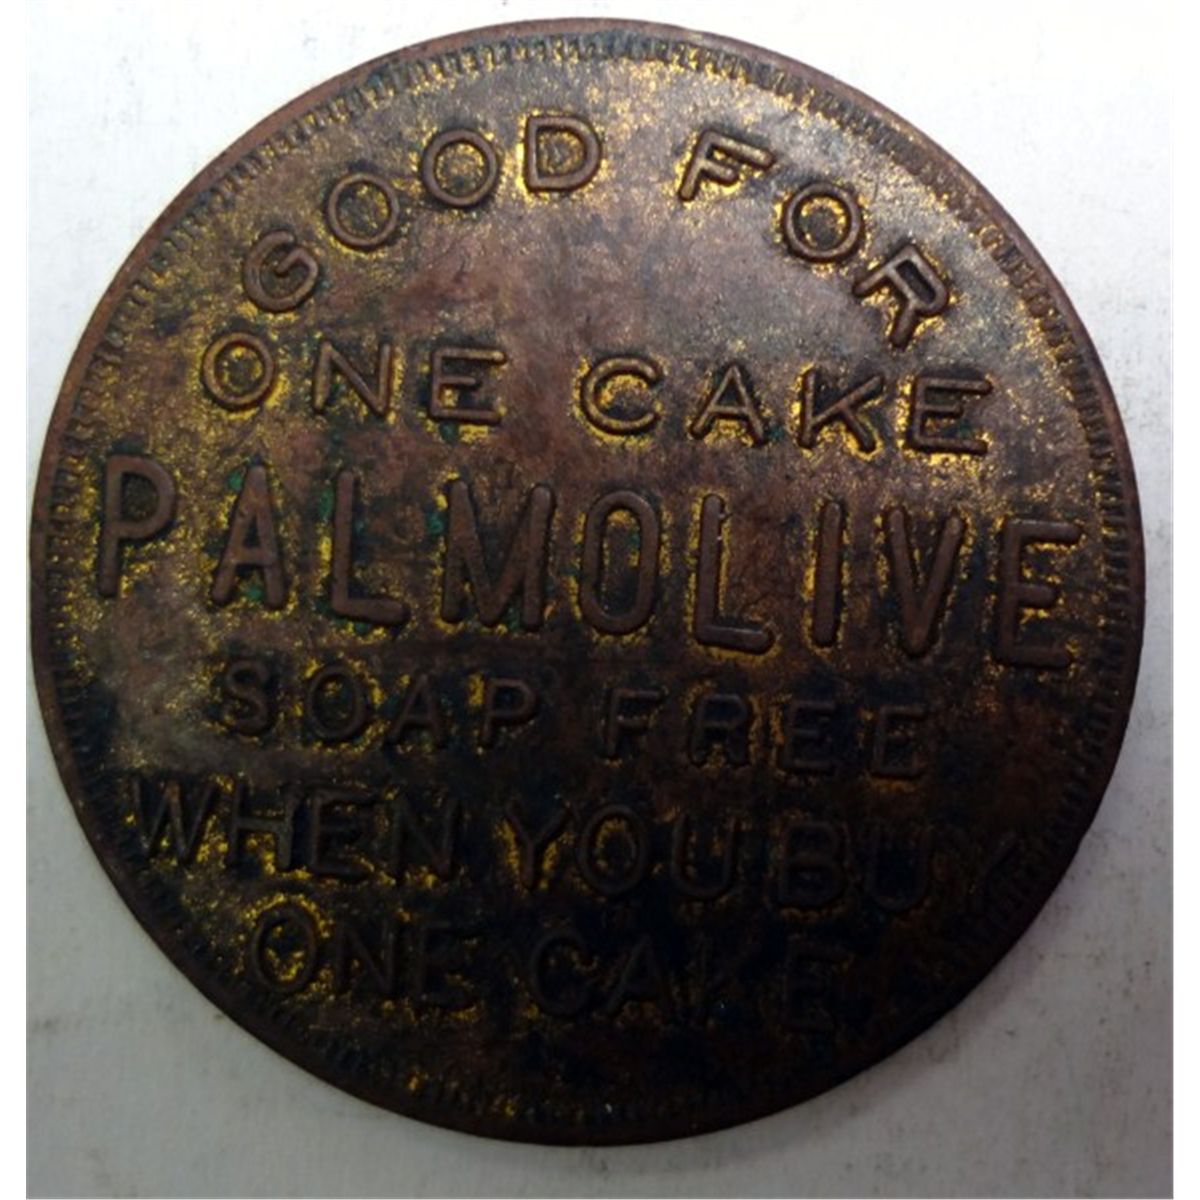 GOOD FOR
ONE CAKE
PALMOLIVE
SOAP FREE
WHEN YOU BUY
ONE CAKE